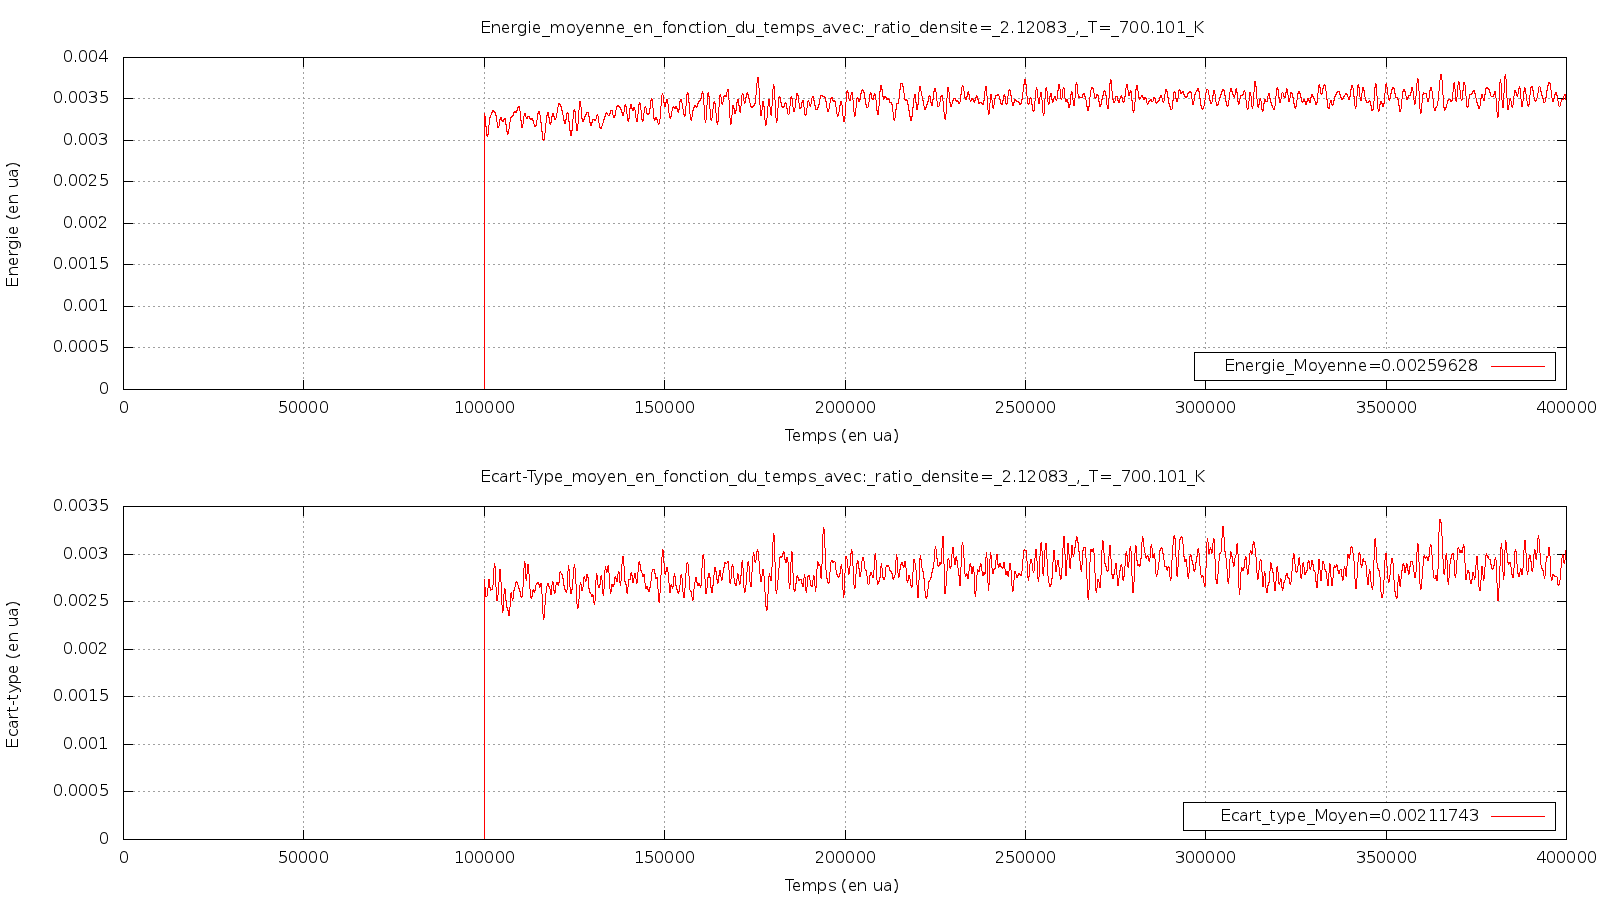 Energie_moyenne_en_fonction_du_temps_avec:_ratio_densite=_2.12083_,_T=_700.101_K
0.004
0.0035
0.003
0.0025
0.002
0.0015
0.001
0.0005
0
Energie (en ua)
Energie_Moyenne=0.00259628
0 50000 100000 150000 200000 250000 300000 350000 400000
Temps (en ua)
Ecart-Type_moyen_en_fonction_du_temps_avec:_ratio_densite=_2.12083_,_T=_700.101_K
0.0035
0.003
0.0025
0.002
0.0015
0.001
0.0005
0
Ecart-type (en ua)
Ecart_type_Moyen=0.00211743
0 50000 100000 150000 200000 250000 300000 350000 400000
Temps (en ua)